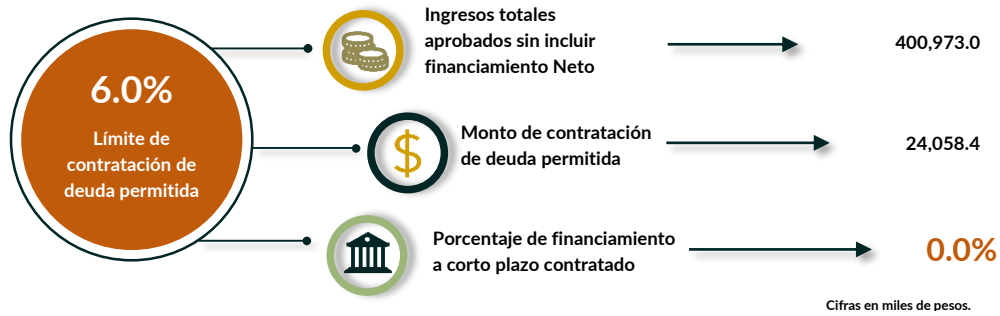 6.0%
Límite de
contratación de
deuda permitida
Ingresos totales
aprobados sin incluir
financiamiento Neto
400,973.0
$
Monto de contratación
de deuda permitida
24,058.4
Porcentaje de financiamiento
a corto plazo contratado
0.0%
Cifras en miles de pesos.